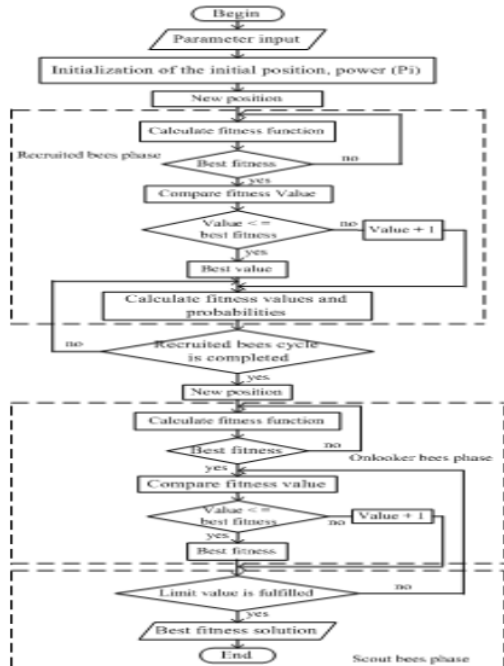 Begin
Parameter input
Initialization of the initial position, power (Pi)
New position
Calculate fitness function
Recruited bees phase
Best fitness
no
yes
Compare fitness Value
Value < =
best fitness
no
Value + 1
yes
Best value
Calculate fitness values and
probabilities
no
Recruited bees cycle
is completed
yes
New position
Calculate fitness function
Best fitness
no
Onlooker bees phase
yes
Compare fitness value
Value < =
best fitness
no
Value + 1
yes
Best fitness
Limit value is fulfilled
no
yes
Best fitness solution
End
Scout bees phase